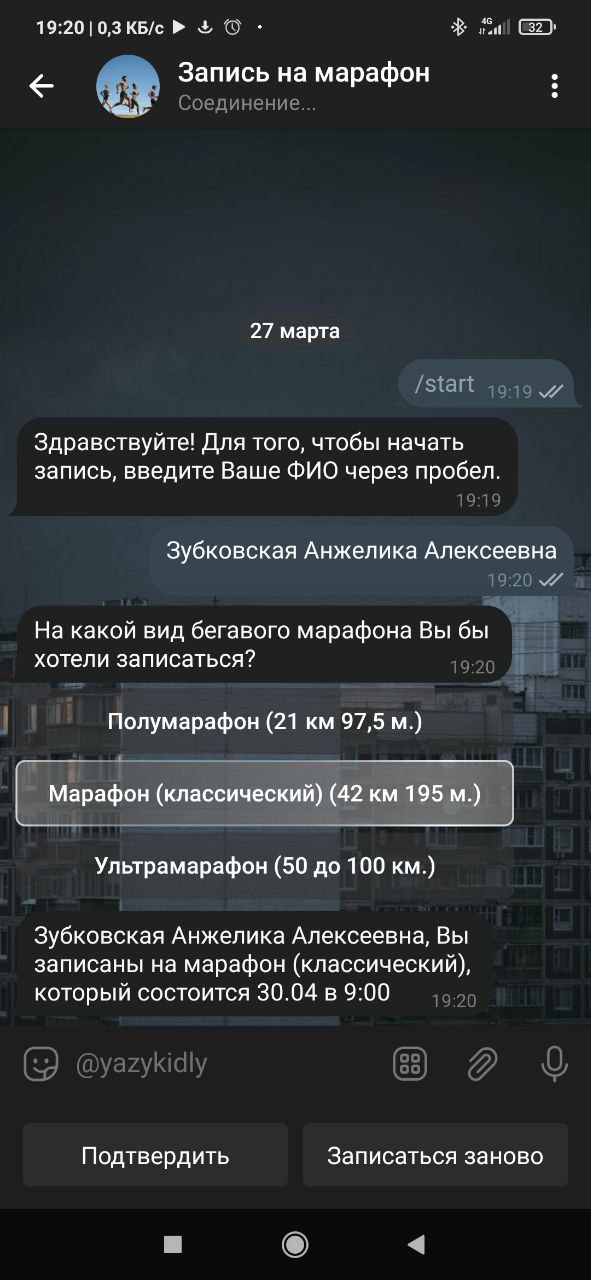 19:20 | 0,3 КБ/с
4G
32
Запись на марафон
Соединение...
27 марта
/start 19:19
Здравствуйте! Для того, чтобы начать
запись, введите Ваше ФИО через пробел.
19:19
Зубковская Анжелика Алексеевна
19:20
На какой вид бегавого марафона Вы бы
хотели записаться? 19:20
Полумарафон (21 км 97,5 м.)
Марафон (классический) (42 км 195 м.)
Ультрамарафон (50 до 100 км.)
Зубковская Анжелика Алексеевна, Вы
записаны на марафон (классический),
который состоится 30.04 в 9:00 19:20
@yazykidly
Подтвердить Записаться заново